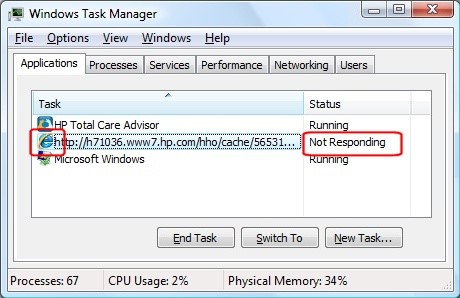 Windows Task Manager
File Options View Windows Help
Applications Processes Services Performance Networking Users
Task Status
HP Total Care Advisor Running
http://h71036.www7.hp.com/hho/cache/56531... Not Responding
Microsoft Windows Running
End Task Switch To New Task...
Processes: 67 CPU Usage: 2% Physical Memory: 34%